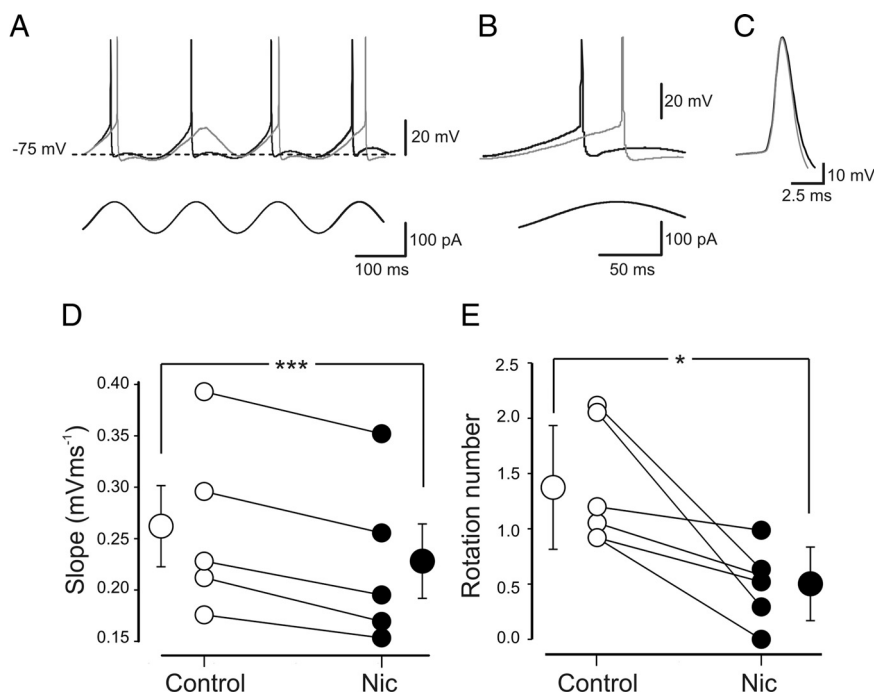 A
B
C
-75 mV
20 mV
20 mV
10 mV
2.5 ms
100 pA
100 ms
100 pA
50 ms
D
E
***
*
Slope (mVms⁻¹)
0.40
0.35
0.30
0.25
0.20
0.15
Control
Nic
Rotation number
2.5
2.0
1.5
1.0
0.5
0.0
Control
Nic